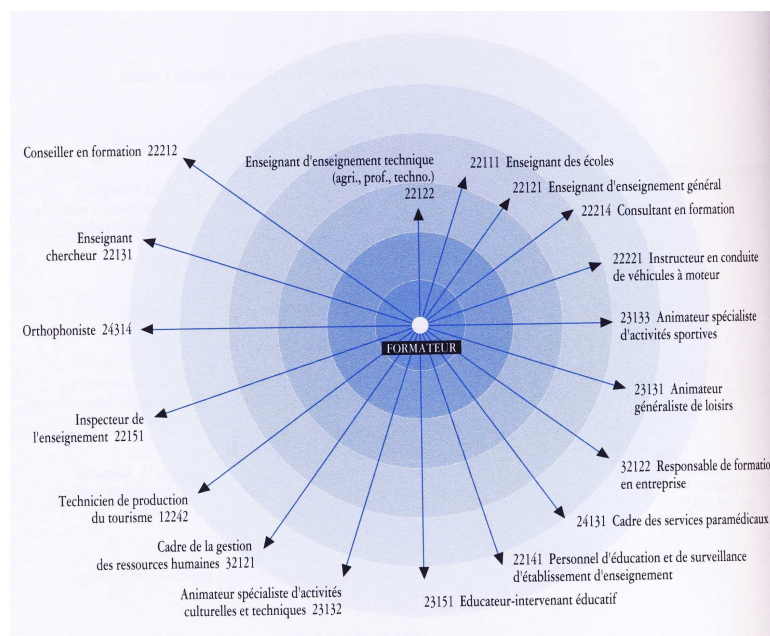 Conseiller en formation 22212
Enseignant d'enseignement technique
(agri., prof., techno.)
22122
22111 Enseignant des écoles
22121 Enseignant d'enseignement général
22214 Consultant en formation
Enseignant
chercheur 22131
22221 Instructeur en conduite
de véhicules à moteur
Orthophoniste 24314
23133 Animateur spécialiste
d'activités sportives
FORMATEUR
23131 Animateur
généraliste de loisirs
Inspecteur de
l'enseignement 22151
32122 Responsable de formatio
en entreprise
Technicien de production
du tourisme 12242
24131 Cadre des services paramédicaux
Cadre de la gestion
des ressources humaines 32121
22141 Personnel d'éducation et de surveillance
d'établissement d'enseignement
Animateur spécialiste d'activités
culturelles et techniques 23132
23151 Educateur-intervenant éducatif